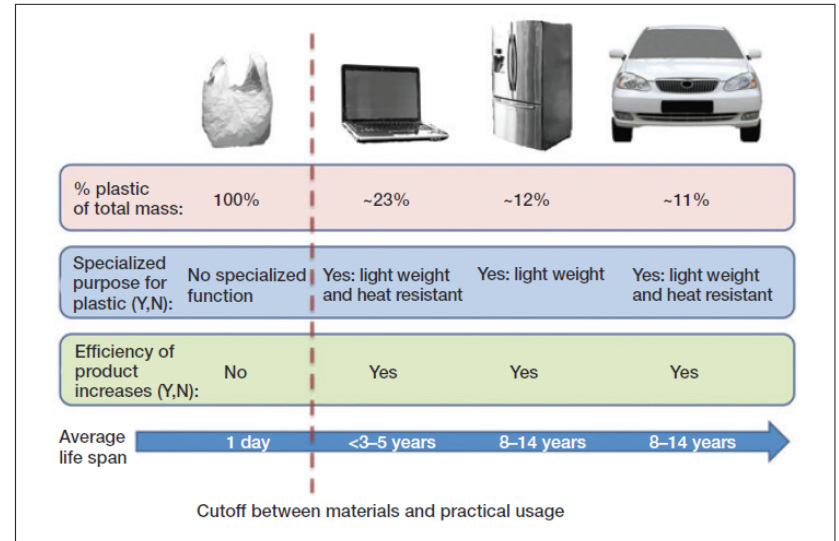 % plastic
of total mass:
100%
~23%
~12%
~11%
Specialized
purpose for
plastic (Y,N):
No specialized
function
Yes: light weight
and heat resistant
Yes: light weight
Yes: light weight
and heat resistant
Efficiency of
product
increases (Y,N):
No
Yes
Yes
Yes
Average
life span
1 day
<3–5 years
8–14 years
8–14 years
Cutoff between materials and practical usage